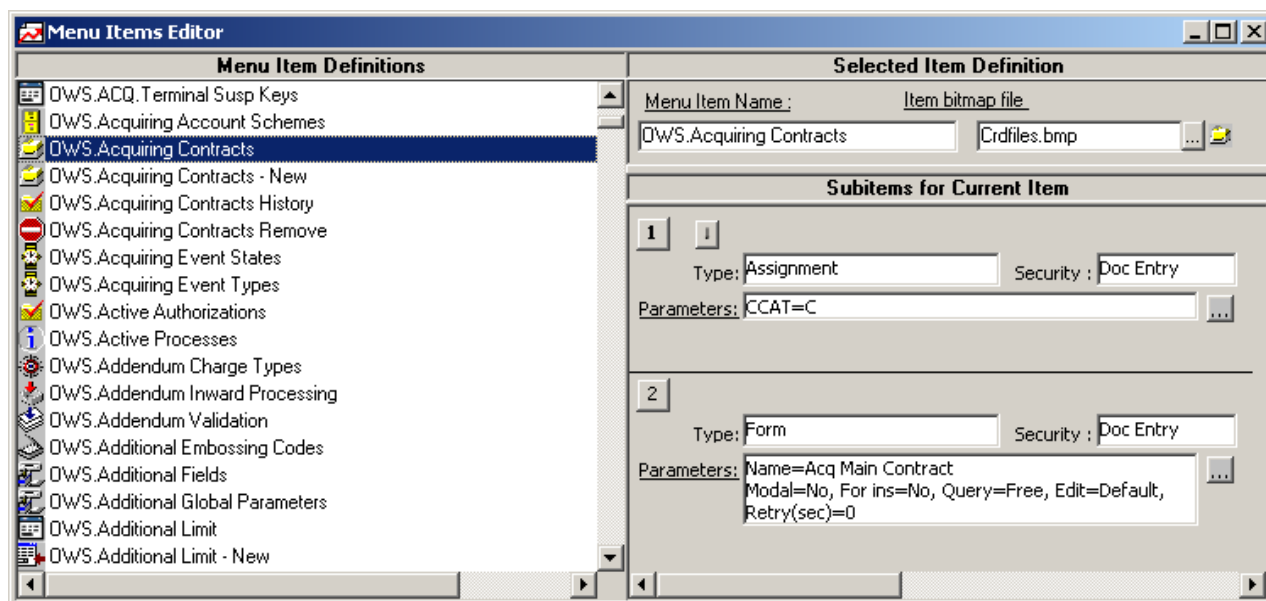 Menu Items Editor
Menu Item Definitions
OWS.ACQ.Terminal Susp Keys
OWS.Acquiring Account Schemes
OWS.Acquiring Contracts
OWS.Acquiring Contracts - New
OWS.Acquiring Contracts History
OWS.Acquiring Contracts Remove
OWS.Acquiring Event States
OWS.Acquiring Event Types
OWS.Active Authorizations
OWS.Active Processes
OWS.Addendum Charge Types
OWS.Addendum Inward Processing
OWS.Addendum Validation
OWS.Additional Embossing Codes
OWS.Additional Fields
OWS.Additional Global Parameters
OWS.Additional Limit
OWS.Additional Limit - New
Selected Item Definition
Menu Item Name : Item bitmap file
OWS.Acquiring Contracts Crdfiles.bmp ...
Subitems for Current Item
1
Type: Assignment Security : Doc Entry
Parameters: CCAT=C ...
2
Type: Form Security : Doc Entry
Parameters: Name=Acq Main Contract ...
Modal=No, For ins=No, Query=Free, Edit=Default,
Retry(sec)=0